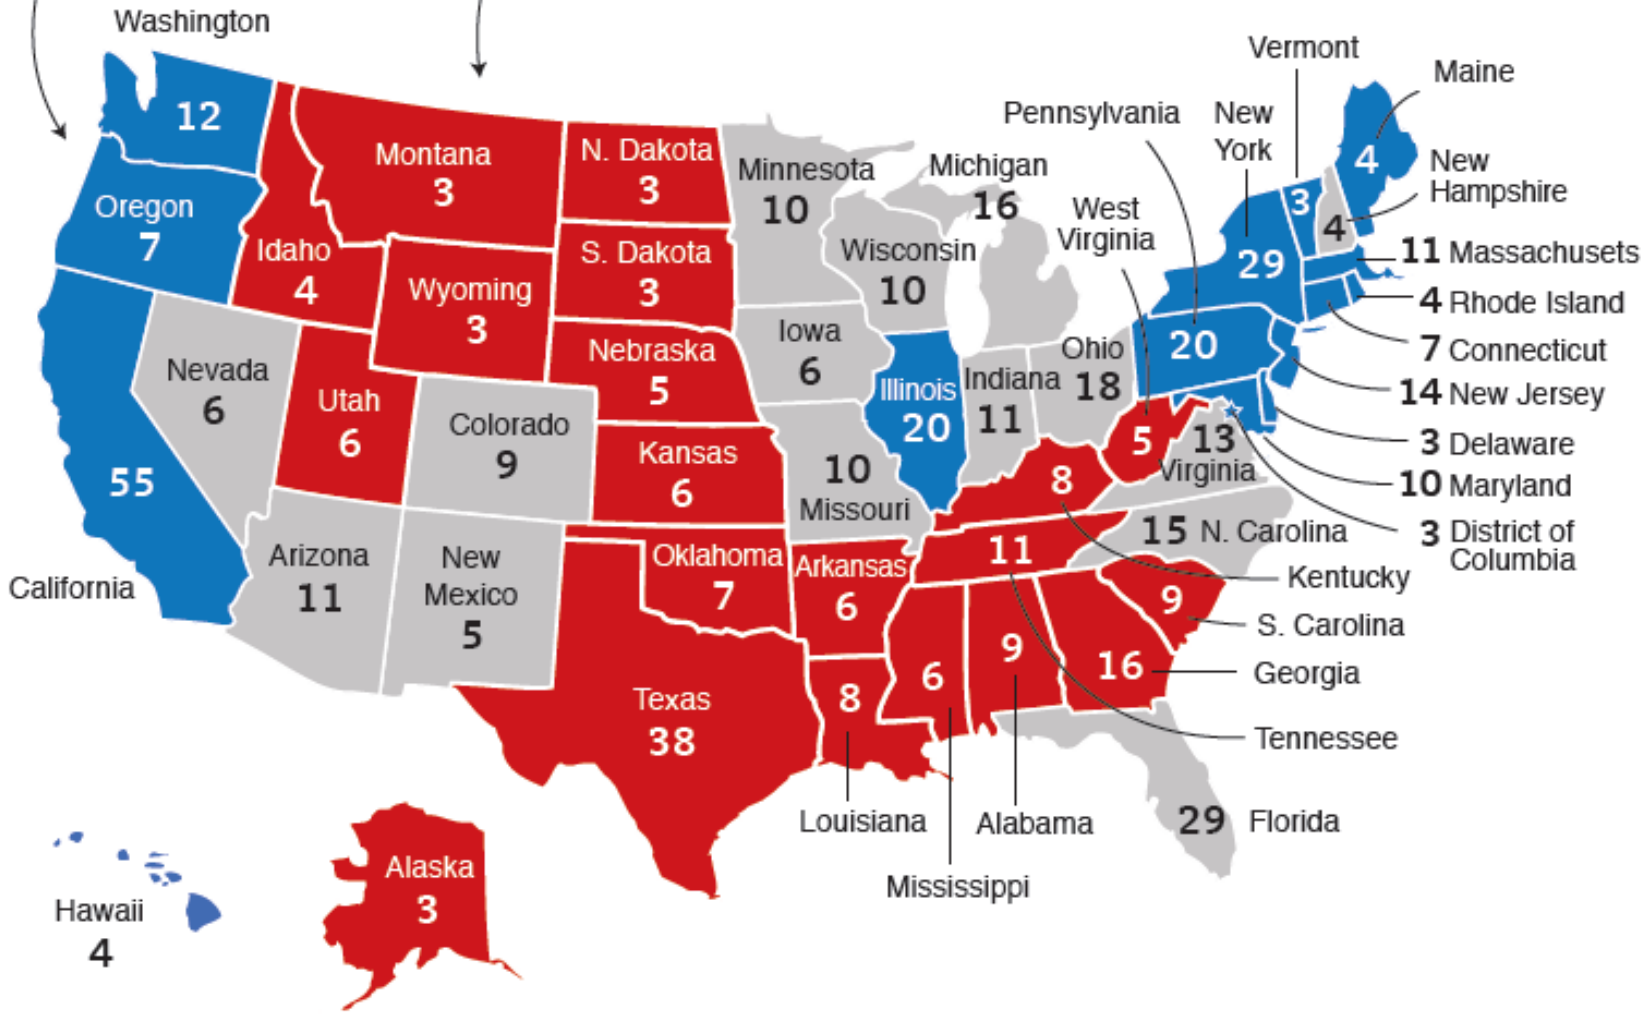 Washington
12
Oregon
7
California
55
Nevada
6
Idaho
4
Montana
3
Wyoming
3
Utah
6
Colorado
9
Arizona
11
New
Mexico
5
N. Dakota
3
S. Dakota
3
Nebraska
5
Kansas
6
Oklahoma
7
Texas
38
Minnesota
10
Iowa
6
10
Missouri
Arkansas
6
8
Louisiana
Wisconsin
10
Michigan
16
Illinois
20
Indiana
11
Ohio
18
8
Kentucky
11
Tennessee
6
Mississippi
9
Alabama
16
Georgia
29
Florida
9
S. Carolina
15 N. Carolina
13
Virginia
West
Virginia
5
Pennsylvania
20
New
York
29
Vermont
3
Maine
4
New
Hampshire
4
11 Massachusets
4 Rhode Island
7 Connecticut
14 New Jersey
3 Delaware
10 Maryland
3 District of
Columbia
Hawaii
4
Alaska
3